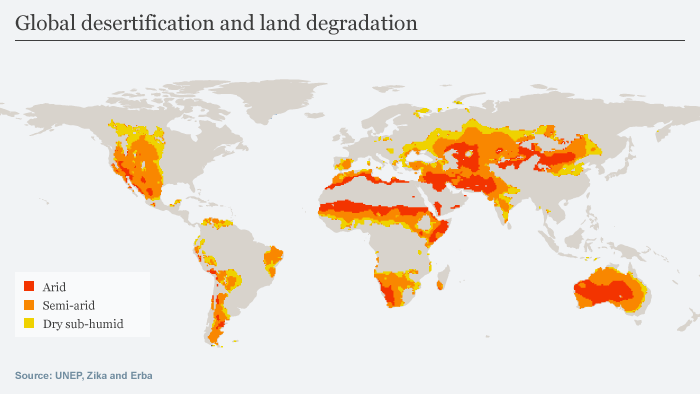 Global desertification and land degradation
Arid
Semi-arid
Dry sub-humid
Source: UNEP, Zika and Erba